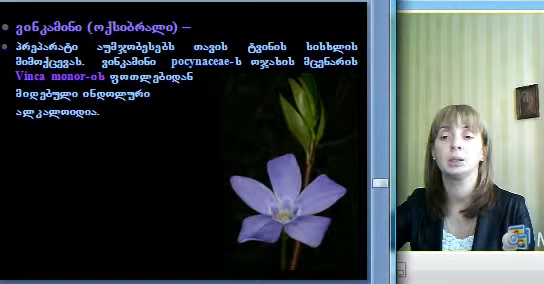 ვინკამინი (ოქსიბრალი) –
პრეპარატი აუმჯობესებს თავის ტვინის სისხლის
მიმოქცევას. ვინკამინი pocynaceae-ს ოჯახის მცენარის
Vinca monor-ის ფოთლებიდან
მიღებული ინდოლური
ალკალოიდია.